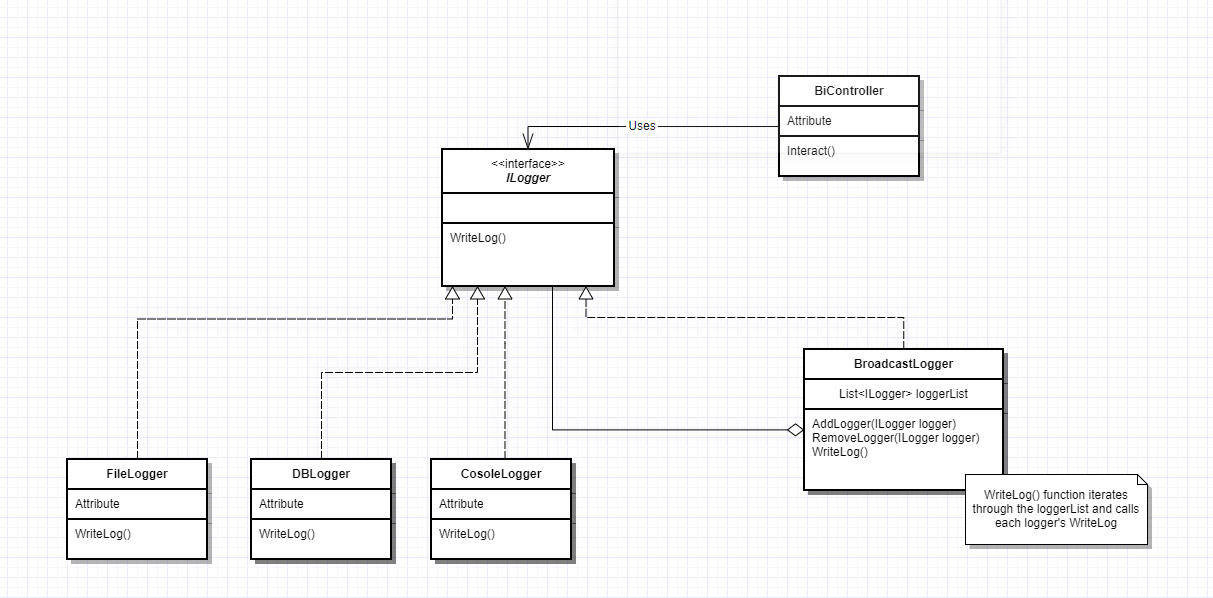 BiController
Attribute
Interact()
Uses
<<interface>>
ILogger
WriteLog()
BroadcastLogger
List<ILogger> loggerList
AddLogger(ILogger logger)
RemoveLogger(ILogger logger)
WriteLog()
WriteLog() function iterates
through the loggerList and calls
each logger's WriteLog
FileLogger
Attribute
WriteLog()
DBLogger
Attribute
WriteLog()
CosoleLogger
Attribute
WriteLog()